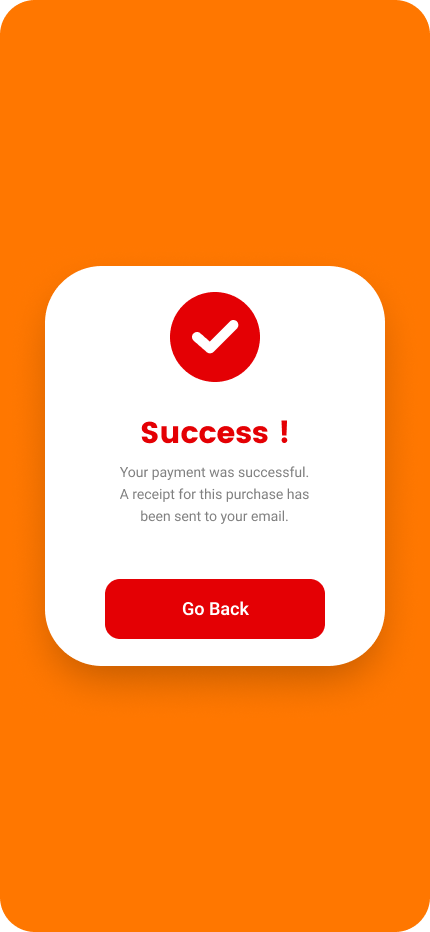 Success !
Your payment was successful.
A receipt for this purchase has
been sent to your email.
Go Back